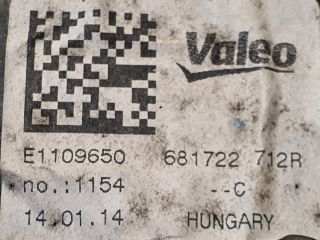 Valeo
E1109650 681722 712R
no.:1154 --C
14.01.14 HUNGARY